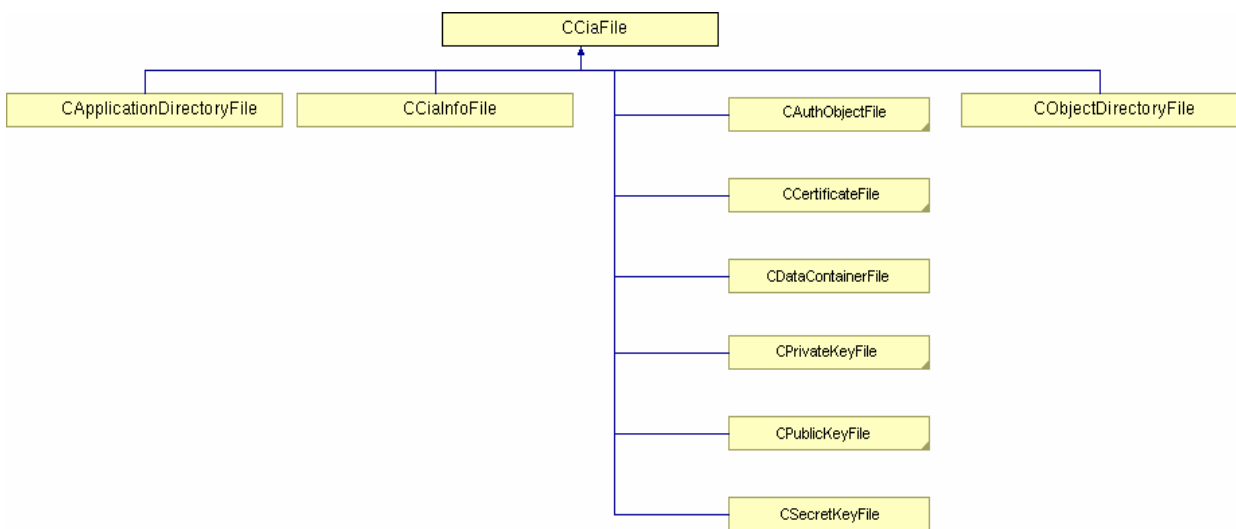 CCiaFile
CApplicationDirectoryFile
CCiaInfoFile
CObjectDirectoryFile
CAuthObjectFile
CCertificateFile
CDataContainerFile
CPrivateKeyFile
CPublicKeyFile
CSecretKeyFile